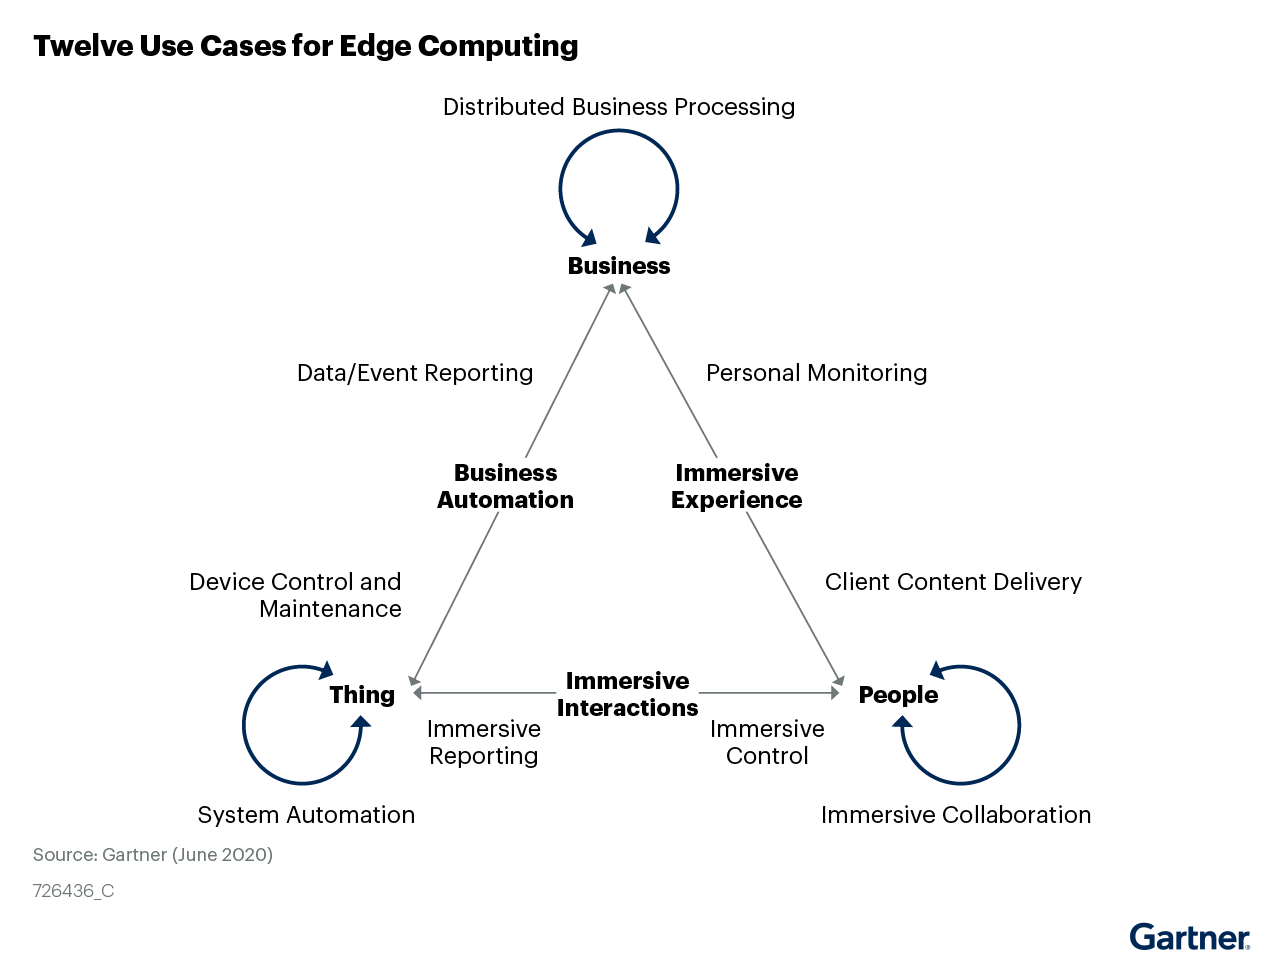 Twelve Use Cases for Edge Computing
Distributed Business Processing
Business
Data/Event Reporting
Personal Monitoring
Business
Automation
Immersive
Experience
Device Control and
Maintenance
Client Content Delivery
Thing
Immersive
Interactions
People
Immersive
Reporting
Immersive
Control
System Automation
Immersive Collaboration
Source: Gartner (June 2020)
726436_C
Gartner®